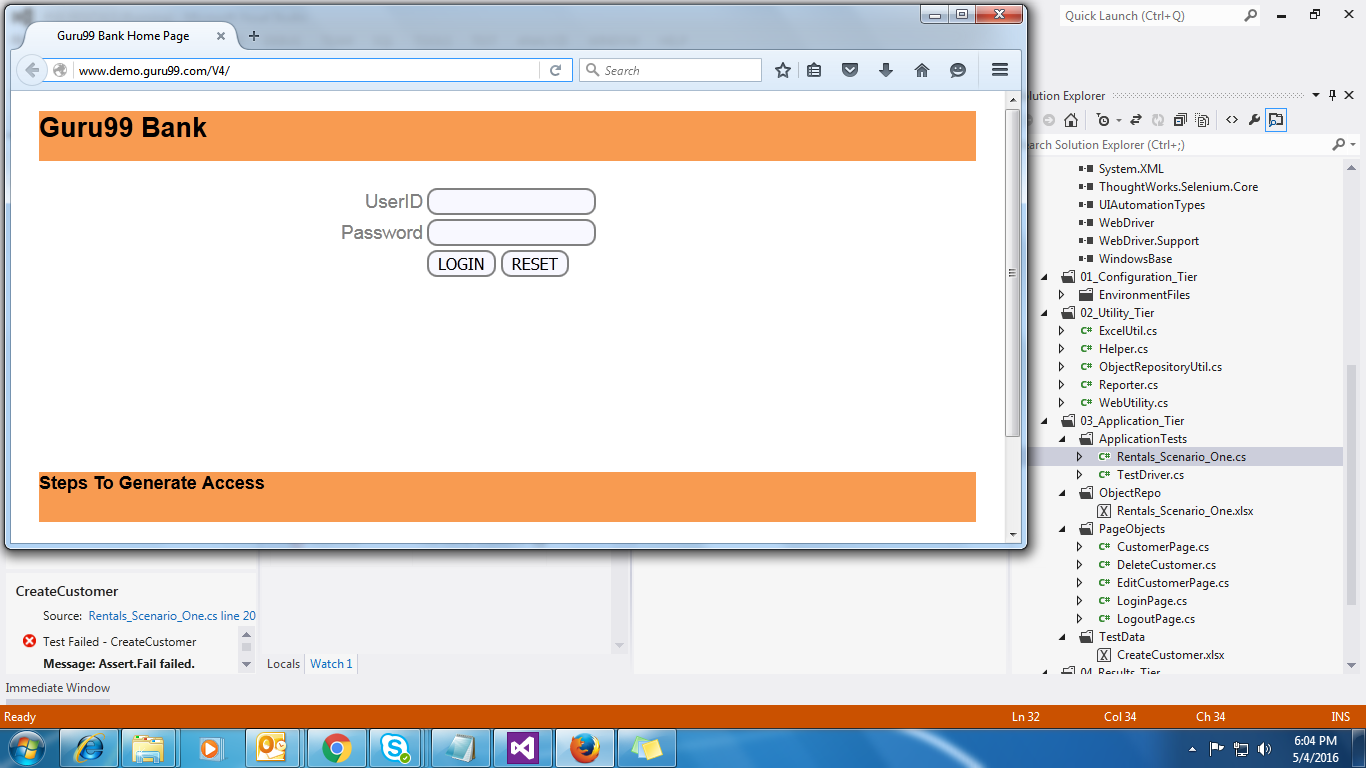 Quick Launch (Ctrl+Q)
Guru99 Bank Home Page
www.demo.guru99.com/V4/
Search
Guru99 Bank
UserID
Password
LOGIN RESET
Steps To Generate Access
lution Explorer
arch Solution Explorer (Ctrl+;)
System.XML
ThoughtWorks.Selenium.Core
UIAutomationTypes
WebDriver
WebDriver.Support
WindowsBase
01_Configuration_Tier
EnvironmentFiles
02_Utility_Tier
C# ExcelUtil.cs
C# Helper.cs
C# ObjectRepositoryUtil.cs
C# Reporter.cs
C# WebUtility.cs
03_Application_Tier
ApplicationTests
C# Rentals_Scenario_One.cs
C# TestDriver.cs
ObjectRepo
Rentals_Scenario_One.xlsx
PageObjects
C# CustomerPage.cs
C# DeleteCustomer.cs
C# EditCustomerPage.cs
C# LoginPage.cs
C# LogoutPage.cs
TestData
CreateCustomer.xlsx
04_Results_Tier
CreateCustomer
Source: Rentals_Scenario_One.cs line 20
Test Failed - CreateCustomer
Message: Assert.Fail failed.
Locals Watch 1
Immediate Window
Ready Ln 32 Col 34 Ch 34 INS
6:04 PM
5/4/2016